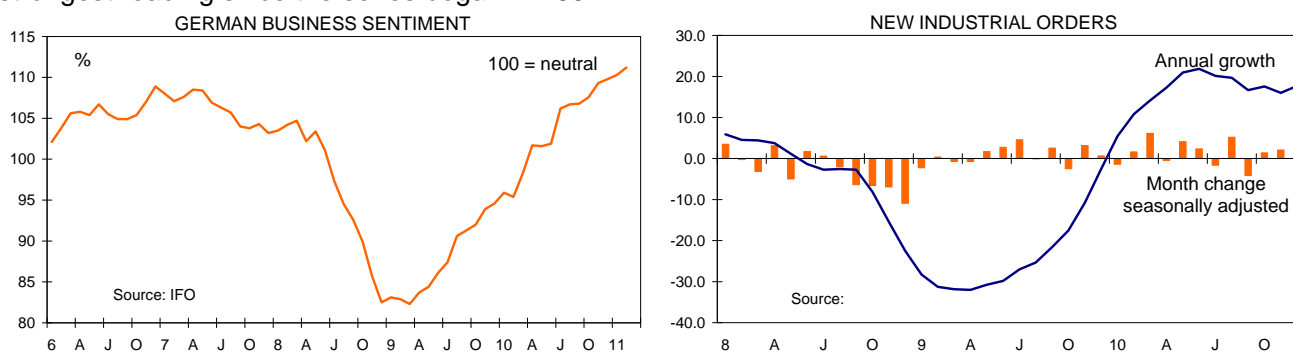 GERMAN BUSINESS SENTIMENT
115
110
105
100
95
90
85
80
%
100 = neutral
Source: IFO
6 A J O 7 A J O 8 A J O 9 A J O 10 A J O 11
NEW INDUSTRIAL ORDERS
30.0
20.0
10.0
0.0
-10.0
-20.0
-30.0
-40.0
Annual growth
Month change
seasonally adjusted
Source:
8 A J O 9 A J O 10 A J O